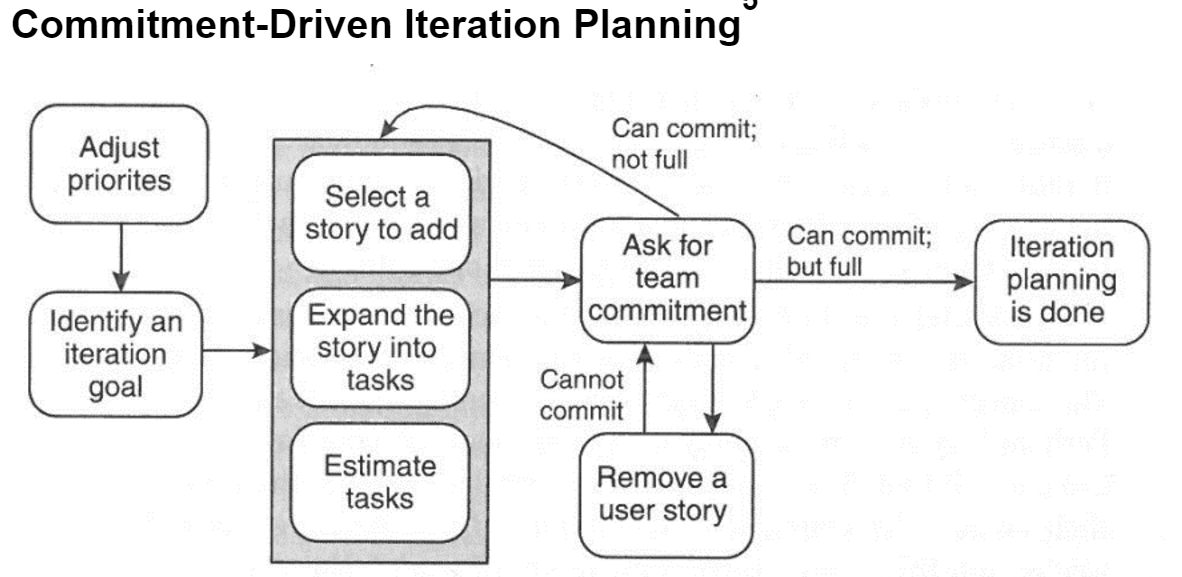 Commitment-Driven Iteration Planning5
Adjust
priorites
Identify an
iteration
goal
Select a
story to add
Expand the
story into
tasks
Estimate
tasks
Can commit;
not full
Ask for
team
commitment
Can commit;
but full
Iteration
planning
is done
Cannot
commit
Remove a
user story